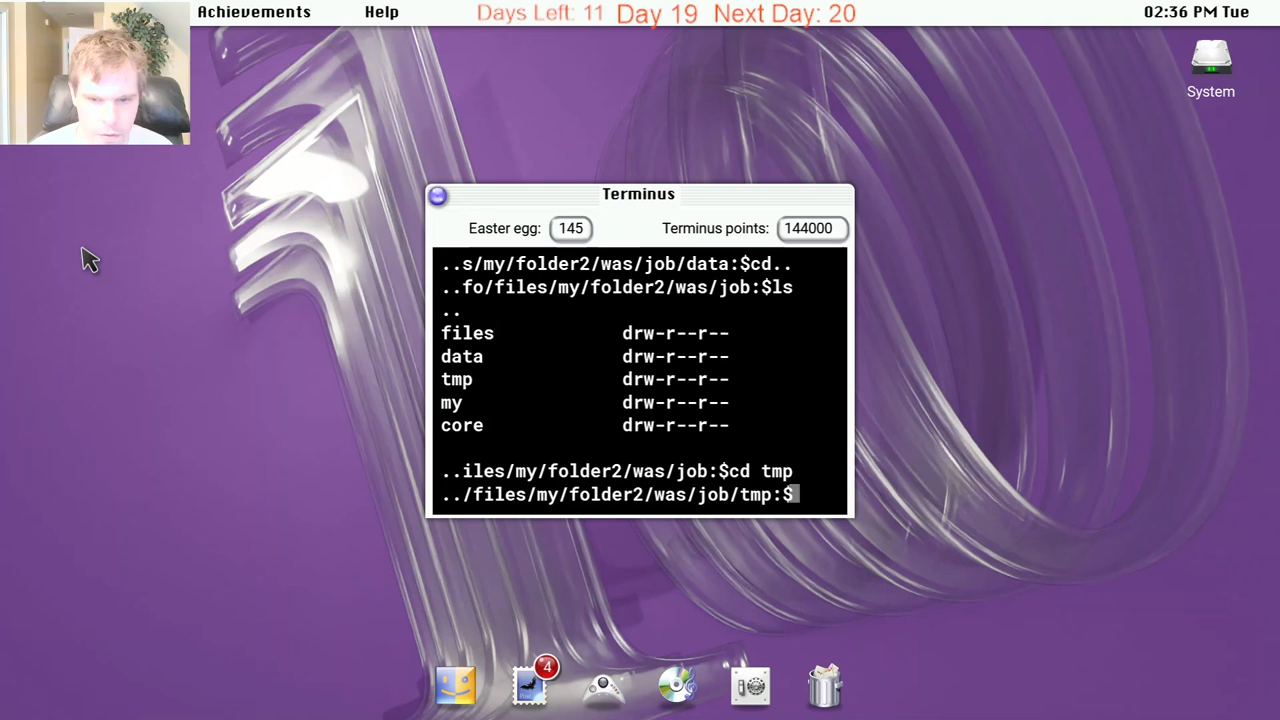 Achievements Help Days Left: 11 Day 19 Next Day: 20 02:36 PM Tue
System
Terminus
Easter egg: 145 Terminus points: 144000
..s/my/folder2/was/job/data:$cd..
..fo/files/my/folder2/was/job:$ls
..
files drw-r--r--
data drw-r--r--
tmp drw-r--r--
my drw-r--r--
core drw-r--r--
..iles/my/folder2/was/job:$cd tmp
../files/my/folder2/was/job/tmp:$
4